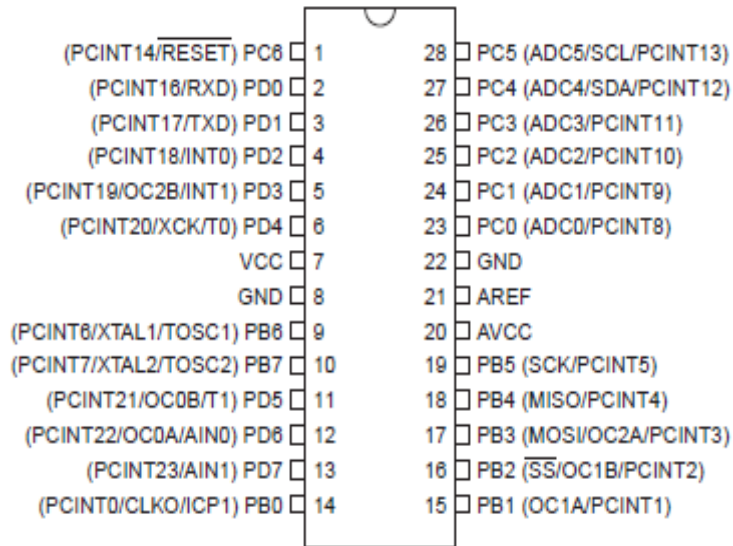 (PCINT14/RESET) PC6 1 28 PC5 (ADC5/SCL/PCINT13)
(PCINT16/RXD) PD0 2 27 PC4 (ADC4/SDA/PCINT12)
(PCINT17/TXD) PD1 3 26 PC3 (ADC3/PCINT11)
(PCINT18/INT0) PD2 4 25 PC2 (ADC2/PCINT10)
(PCINT19/OC2B/INT1) PD3 5 24 PC1 (ADC1/PCINT9)
(PCINT20/XCK/T0) PD4 6 23 PC0 (ADC0/PCINT8)
VCC 7 22 GND
GND 8 21 AREF
(PCINT6/XTAL1/TOSC1) PB6 9 20 AVCC
(PCINT7/XTAL2/TOSC2) PB7 10 19 PB5 (SCK/PCINT5)
(PCINT21/OC0B/T1) PD5 11 18 PB4 (MISO/PCINT4)
(PCINT22/OC0A/AIN0) PD6 12 17 PB3 (MOSI/OC2A/PCINT3)
(PCINT23/AIN1) PD7 13 16 PB2 (SS/OC1B/PCINT2)
(PCINT0/CLKO/ICP1) PB0 14 15 PB1 (OC1A/PCINT1)